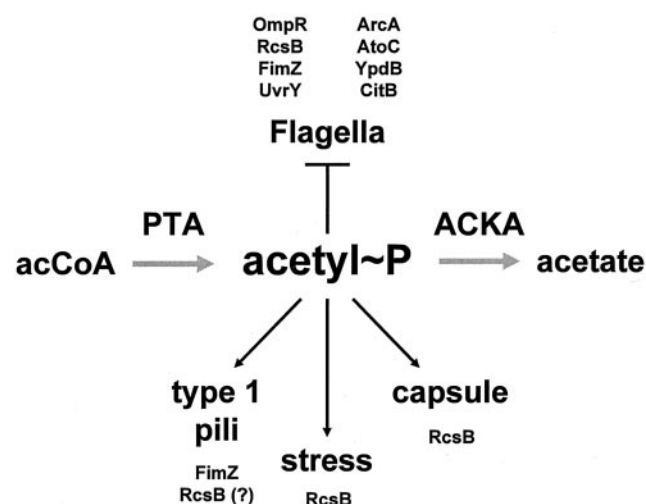 OmpR ArcA
RcsB AtoC
FimZ YpdB
UvrY CitB
Flagella
PTA ACKA
acCoA acetyl~P acetate
type 1
pili
capsule
RcsB
FimZ
RcsB (?)
stress
RcsB